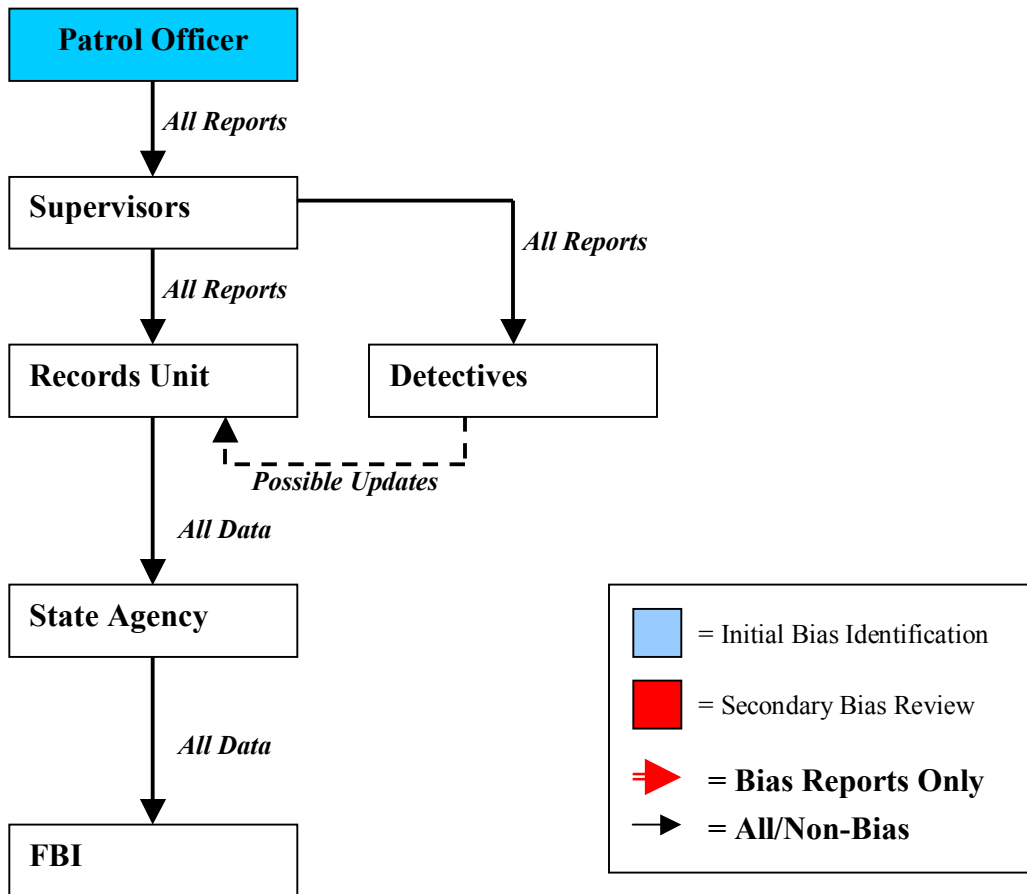 Patrol Officer
All Reports
Supervisors
All Reports
All Reports
Records Unit
Detectives
Possible Updates
All Data
State Agency
All Data
FBI
= Initial Bias Identification
= Secondary Bias Review
= Bias Reports Only
= All/Non-Bias